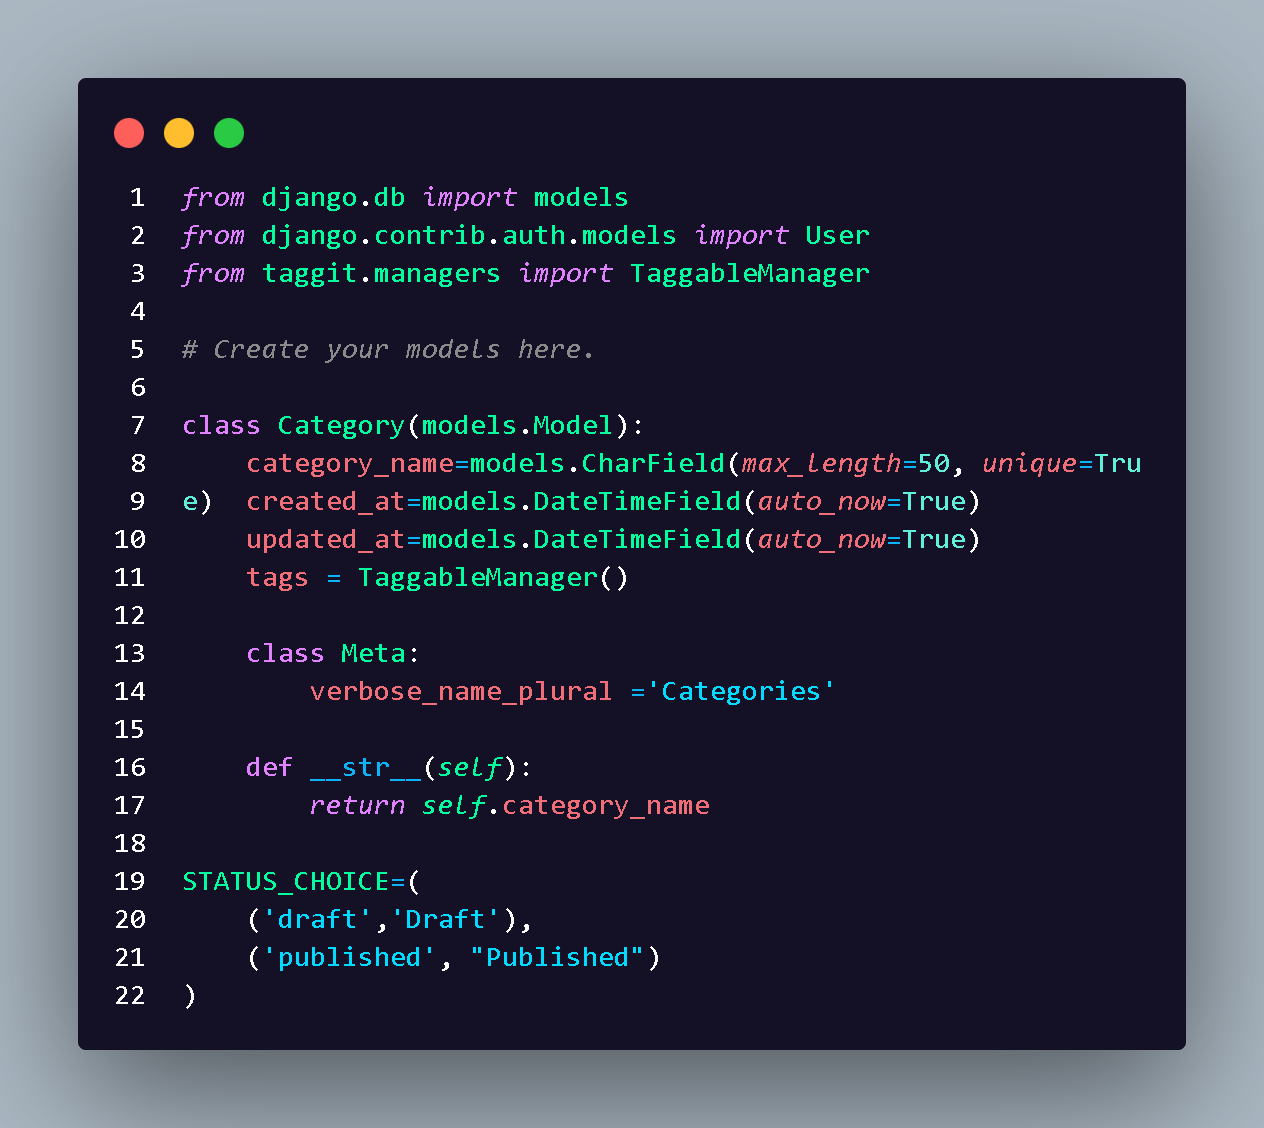 1 from django.db import models
2 from django.contrib.auth.models import User
3 from taggit.managers import TaggableManager
4
5 # Create your models here.
6
7 class Category(models.Model):
8     category_name=models.CharField(max_length=50, unique=Tru
9 e)  created_at=models.DateTimeField(auto_now=True)
10     updated_at=models.DateTimeField(auto_now=True)
11     tags = TaggableManager()
12
13     class Meta:
14         verbose_name_plural ='Categories'
15
16     def __str__(self):
17         return self.category_name
18
19 STATUS_CHOICE=(
20     ('draft','Draft'),
21     ('published', "Published")
22 )